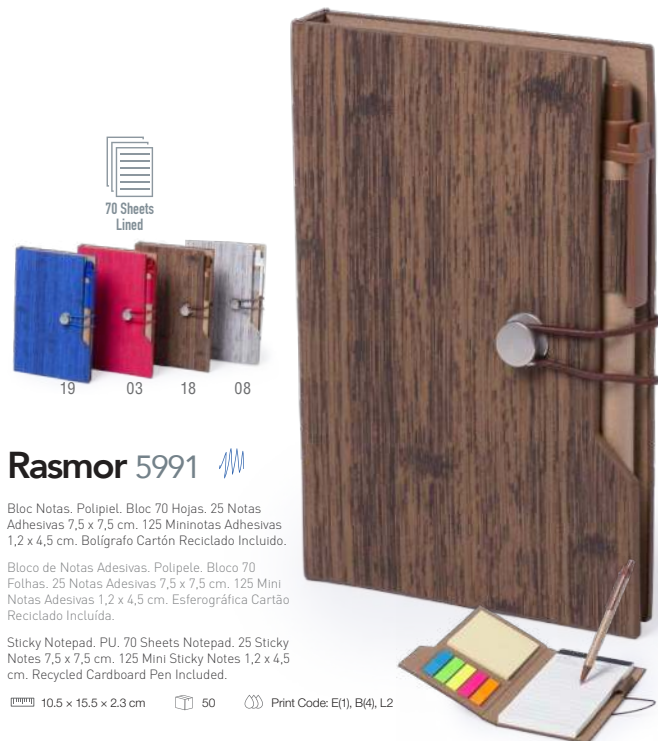 70 Sheets
Lined
19 03 18 08
Rasmor 5991
Bloc Notas. Polipiel. Bloc 70 Hojas. 25 Notas
Adhesivas 7,5 x 7,5 cm. 125 Mininotas Adhesivas
1,2 x 4,5 cm. Bolígrafo Cartón Reciclado Incluido.
Bloco de Notas Adesivas. Polipele. Bloco 70
Folhas. 25 Notas Adesivas 7,5 x 7,5 cm. 125 Mini
Notas Adesivas 1,2 x 4,5 cm. Esferográfica Cartão
Reciclado Incluída.
Sticky Notepad. PU. 70 Sheets Notepad. 25 Sticky
Notes 7,5 x 7,5 cm. 125 Mini Sticky Notes 1,2 x 4,5
cm. Recycled Cardboard Pen Included.
10.5 x 15.5 x 2.3 cm 50 Print Code: E(1), B(4), L2